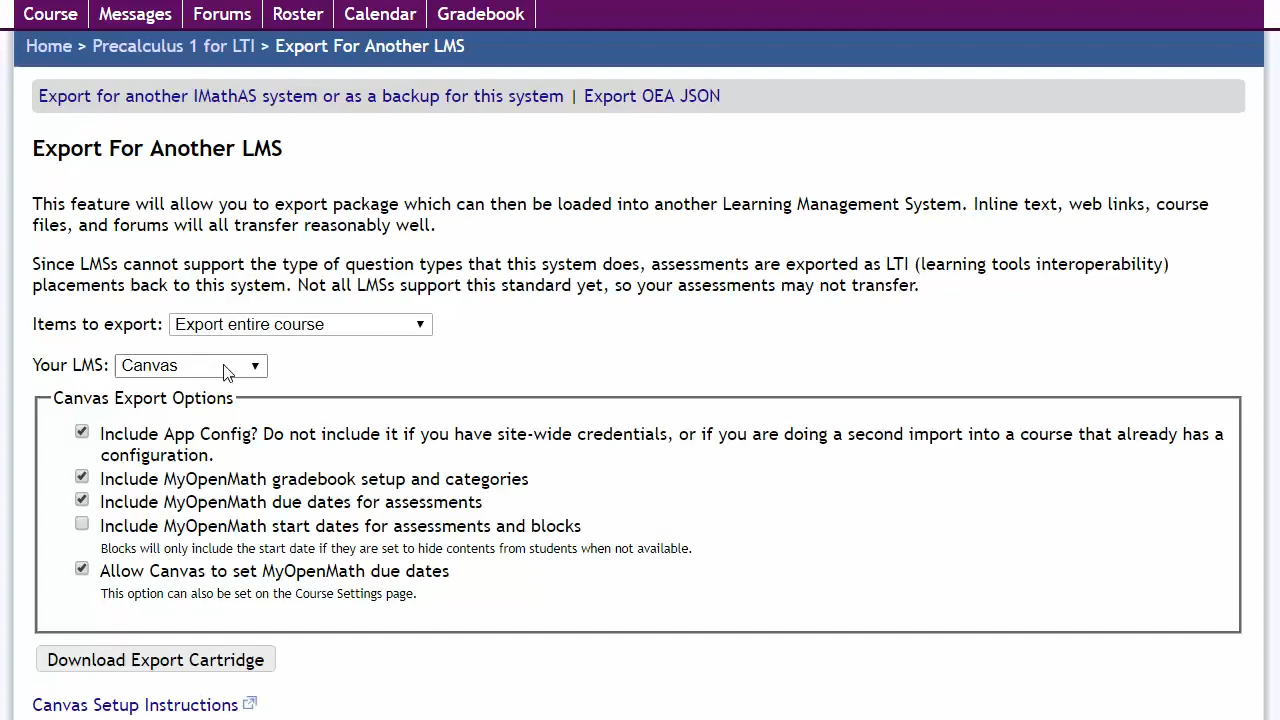 Course Messages Forums Roster Calendar Gradebook
Home > Precalculus 1 for LTI > Export For Another LMS
Export for another IMathAS system or as a backup for this system | Export OEA JSON
Export For Another LMS
This feature will allow you to export package which can then be loaded into another Learning Management System. Inline text, web links, course
files, and forums will all transfer reasonably well.
Since LMSs cannot support the type of question types that this system does, assessments are exported as LTI (learning tools interoperability)
placements back to this system. Not all LMSs support this standard yet, so your assessments may not transfer.
Items to export: Export entire course
Your LMS: Canvas
Canvas Export Options
Include App Config? Do not include it if you have site-wide credentials, or if you are doing a second import into a course that already has a
configuration.
Include MyOpenMath gradebook setup and categories
Include MyOpenMath due dates for assessments
Include MyOpenMath start dates for assessments and blocks
Blocks will only include the start date if they are set to hide contents from students when not available.
Allow Canvas to set MyOpenMath due dates
This option can also be set on the Course Settings page.
Download Export Cartridge
Canvas Setup Instructions